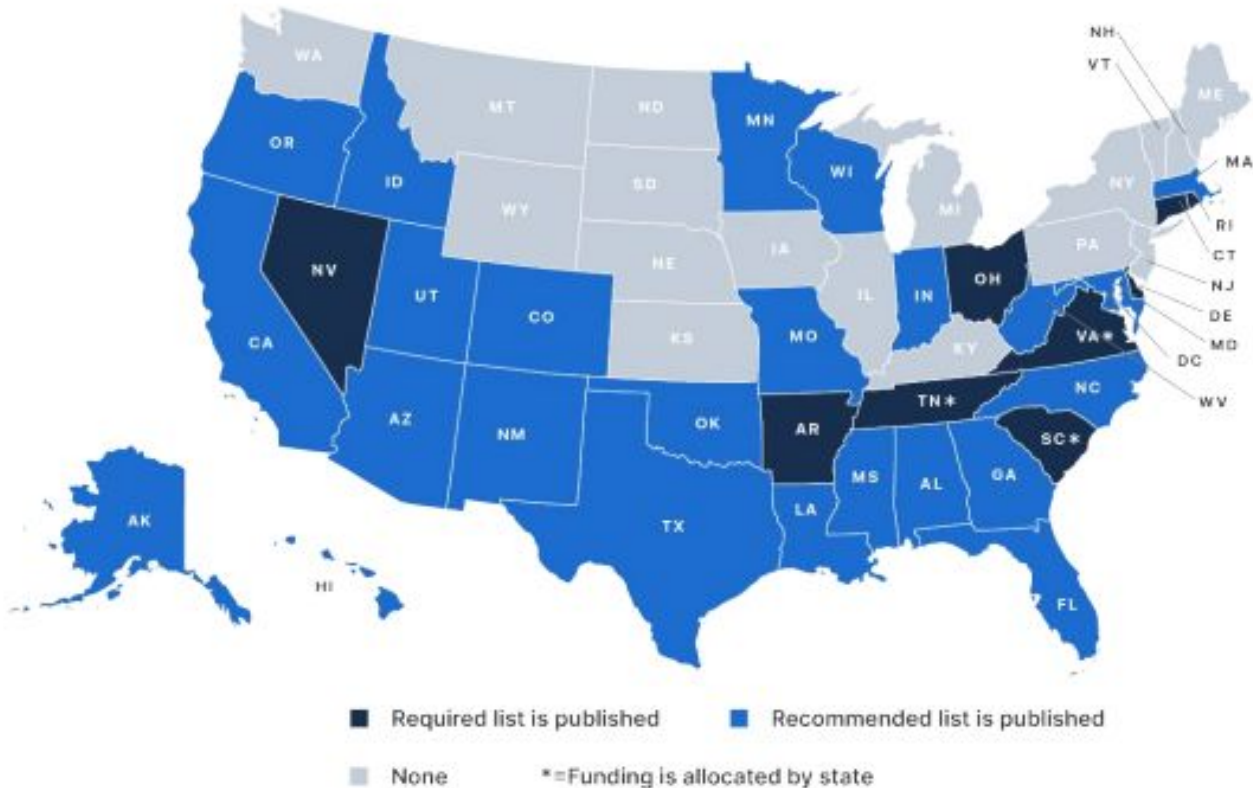 NH
VT
WA
ME
MT
ND
MN
OR
MA
ID
WI
SD
NY
WY
MI
RI
IA
PA
CT
NE
NV
OH
NJ
IL
IN
UT
DE
CO
CA
MO
VA*
MD
KS
KY
DC
NC
WV
TN*
AZ
OK
AR
NM
SC*
MS
AL
GA
LA
AK
TX
HI
FL
Required list is published
Recommended list is published
None
*=Funding is allocated by state